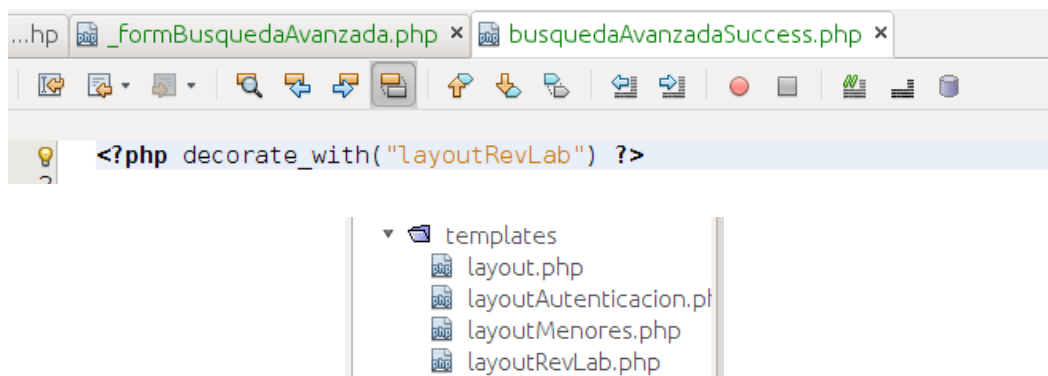 ...hp _formBusquedaAvanzada.php × busquedaAvanzadaSuccess.php ×
<?php decorate_with("layoutRevLab") ?>
templates
layout.php
layoutAutenticacion.ph
layoutMenores.php
layoutRevLab.php